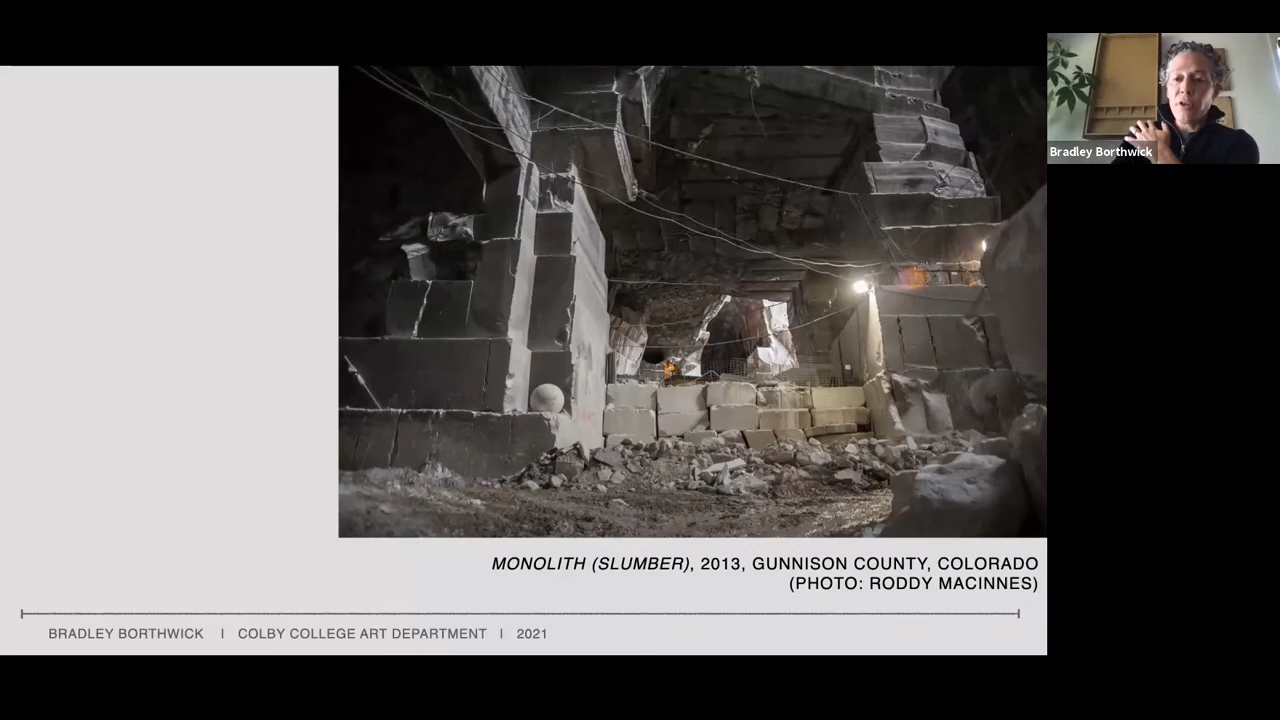 Bradley Borthwick
MONOLITH (SLUMBER), 2013, GUNNISON COUNTY, COLORADO
(PHOTO: RODDY MACINNES)
BRADLEY BORTHWICK I COLBY COLLEGE ART DEPARTMENT I 2021